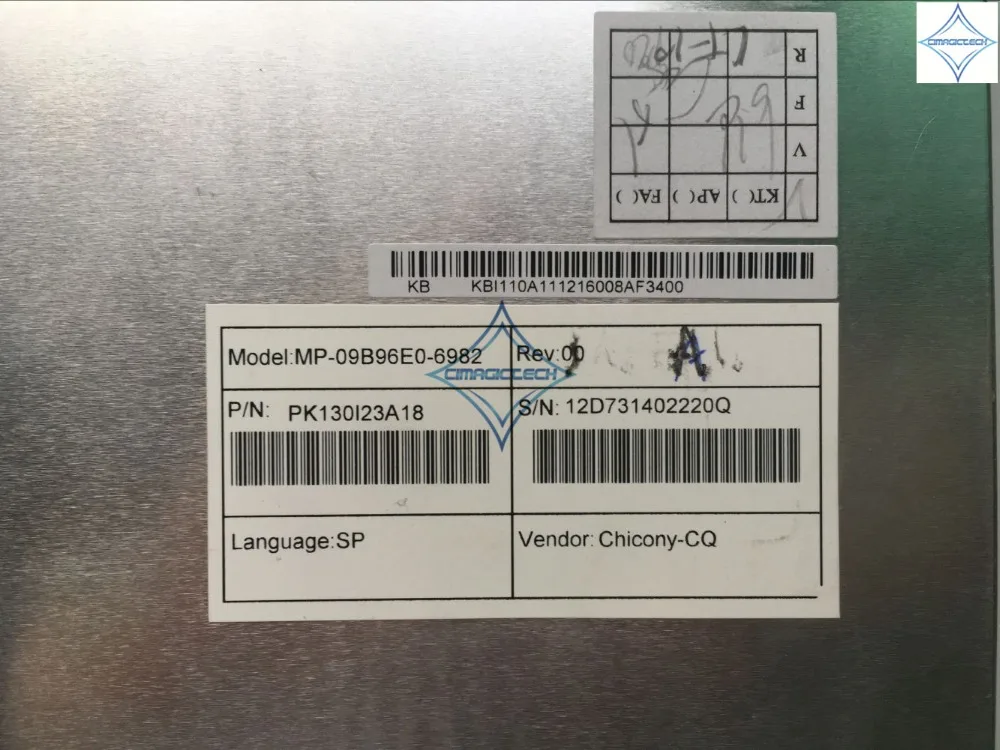 CIMAGICTECH
R
F
V
KT( ) AP( ) FA( )
KB KBI110A111216008AF3400
Model:MP-09B96E0-6982 Rev:00 A
CIMAGICTECH
P/N: PK130I23A18 S/N: 12D731402220Q
Language:SP Vendor: Chicony-CQ